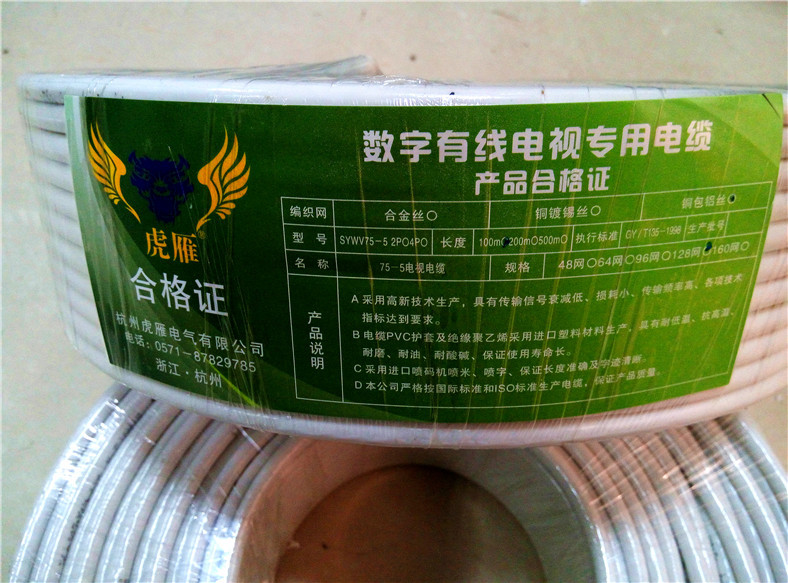 数字有线电视专用电缆
产品合格证
虎雁®
合格证
杭州虎雁电气有限公司
电话:0571-87829785
浙江·杭州
编织网 合金丝○ 铜镀锡丝○ 铜包铝丝
型号 SYWV75-5 2PO4PO 长度 100m○200m○500m○ 执行标准 GY/T135-1998 生产批号
名称 75-5电视电缆 规格 48网○64网○96网○128网 160网○
产品说明
A 采用高新技术生产，具有传输信号衰减低、损耗小、传输频率高、各项技术
指标达到要求。
B 电缆PVC护套及绝缘聚乙烯采用进口塑料材料生产，具有耐低温、抗高温、
耐磨、耐油、耐酸碱、保证使用寿命长。
C 采用进口喷码机喷米、喷字、保证长度准确及字迹清晰。
D 本公司严格按国际标准和ISO标准生产电缆，保证产品质量。